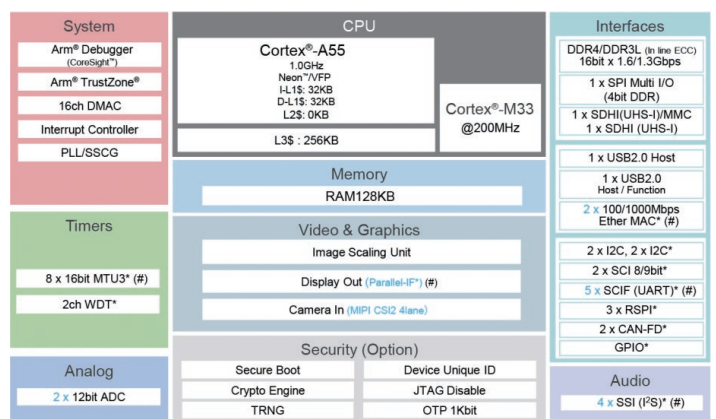 System
Arm® Debugger
(CoreSight™)
Arm® TrustZone®
16ch DMAC
Interrupt Controller
PLL/SSCG
Timers
8 x 16bit MTU3* (#)
2ch WDT*
Analog
2 x 12bit ADC
CPU
Cortex®-A55
1.0GHz
Neon™/VFP
I-L1$: 32KB
D-L1$: 32KB
L2$: 0KB
L3$ : 256KB
Cortex®-M33
@200MHz
Memory
RAM128KB
Video & Graphics
Image Scaling Unit
Display Out (Parallel-IF*) (#)
Camera In (MIPI CSI2 4lane)
Security (Option)
Secure Boot
Device Unique ID
Crypto Engine
JTAG Disable
TRNG
OTP 1Kbit
Interfaces
DDR4/DDR3L (In line ECC)
16bit x 1.6/1.3Gbps
1 x SPI Multi I/O
(4bit DDR)
1 x SDHI(UHS-I)/MMC
1 x SDHI (UHS-I)
1 x USB2.0 Host
1 x USB2.0
Host / Function
2 x 100/1000Mbps
Ether MAC* (#)
2 x I2C, 2 x I2C*
2 x SCI 8/9bit*
5 x SCIF (UART)* (#)
3 x RSPI*
2 x CAN-FD*
GPIO*
Audio
4 x SSI (I²S)* (#)